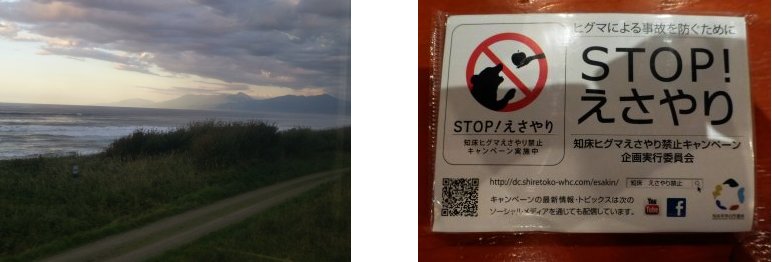 ヒグマによる事故を防ぐために
STOP!
えさやり
STOP!えさやり
知床ヒグマえさやり禁止
キャンペーン実施中
知床ヒグマえさやり禁止キャンペーン
企画実行委員会
http://dc.shiretoko-whc.com/esakin/
知床 えさやり禁止
キャンペーンの最新情報・トピックスは次の
ソーシャルメディアを通じても配信しています。
You
Tube
f